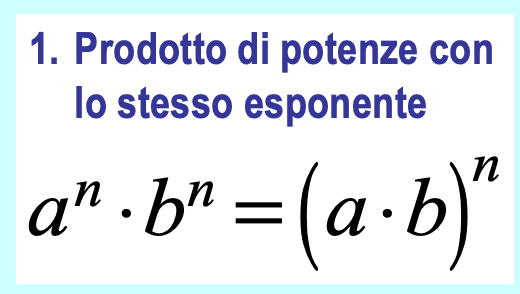 1. Prodotto di potenze con
lo stesso esponente
aⁿ · bⁿ = (a · b)ⁿ